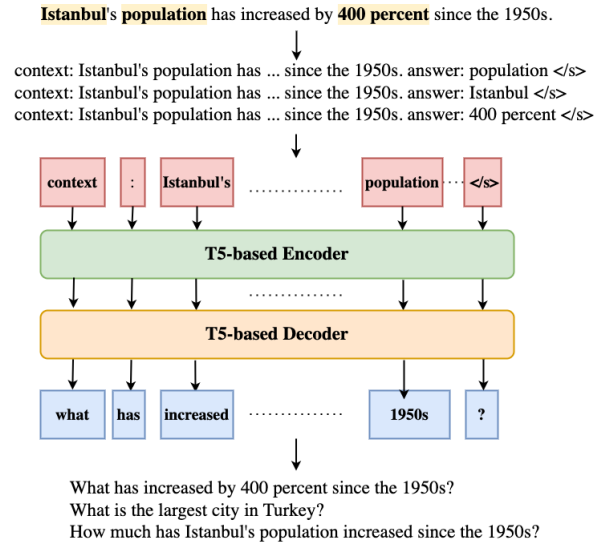 Istanbul's population has increased by 400 percent since the 1950s.
context: Istanbul's population has ... since the 1950s. answer: population </s>
context: Istanbul's population has ... since the 1950s. answer: Istanbul </s>
context: Istanbul's population has ... since the 1950s. answer: 400 percent </s>
context : Istanbul's .............. population .... </s>
T5-based Encoder
..............
T5-based Decoder
what has increased .............. 1950s ?
What has increased by 400 percent since the 1950s?
What is the largest city in Turkey?
How much has Istanbul's population increased since the 1950s?